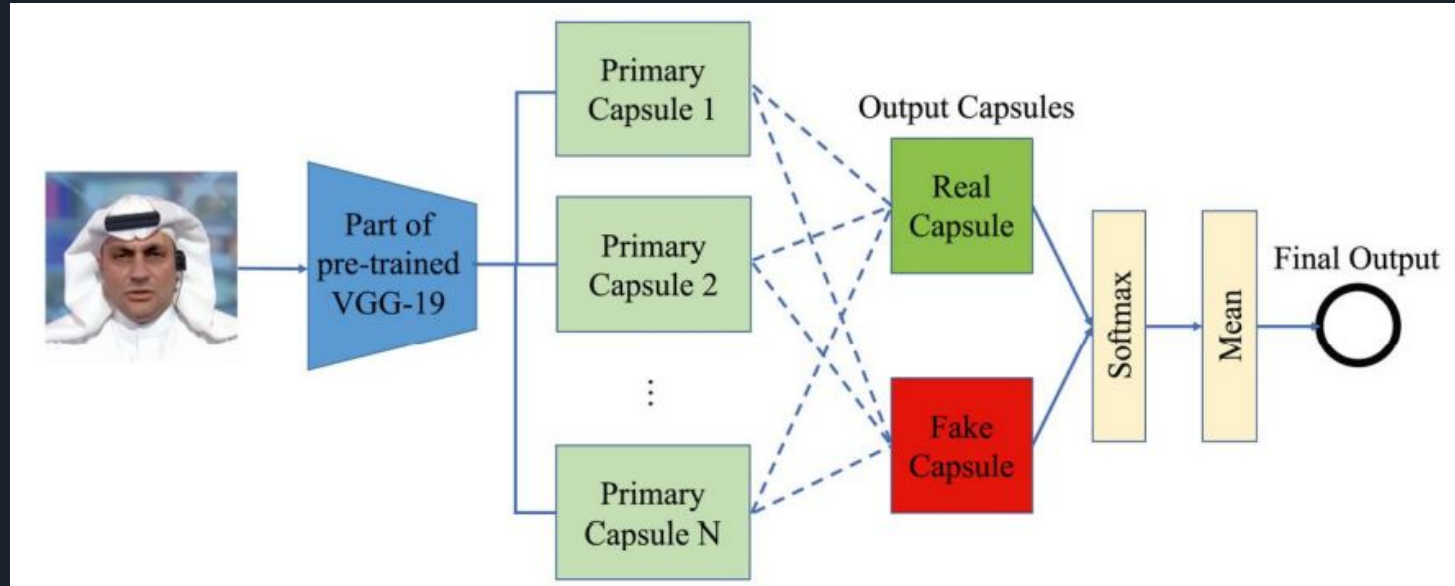 Part of
pre-trained
VGG-19
Primary
Capsule 1
Primary
Capsule 2
⋮
Primary
Capsule N
Output Capsules
Real
Capsule
Fake
Capsule
Softmax
Mean
Final Output